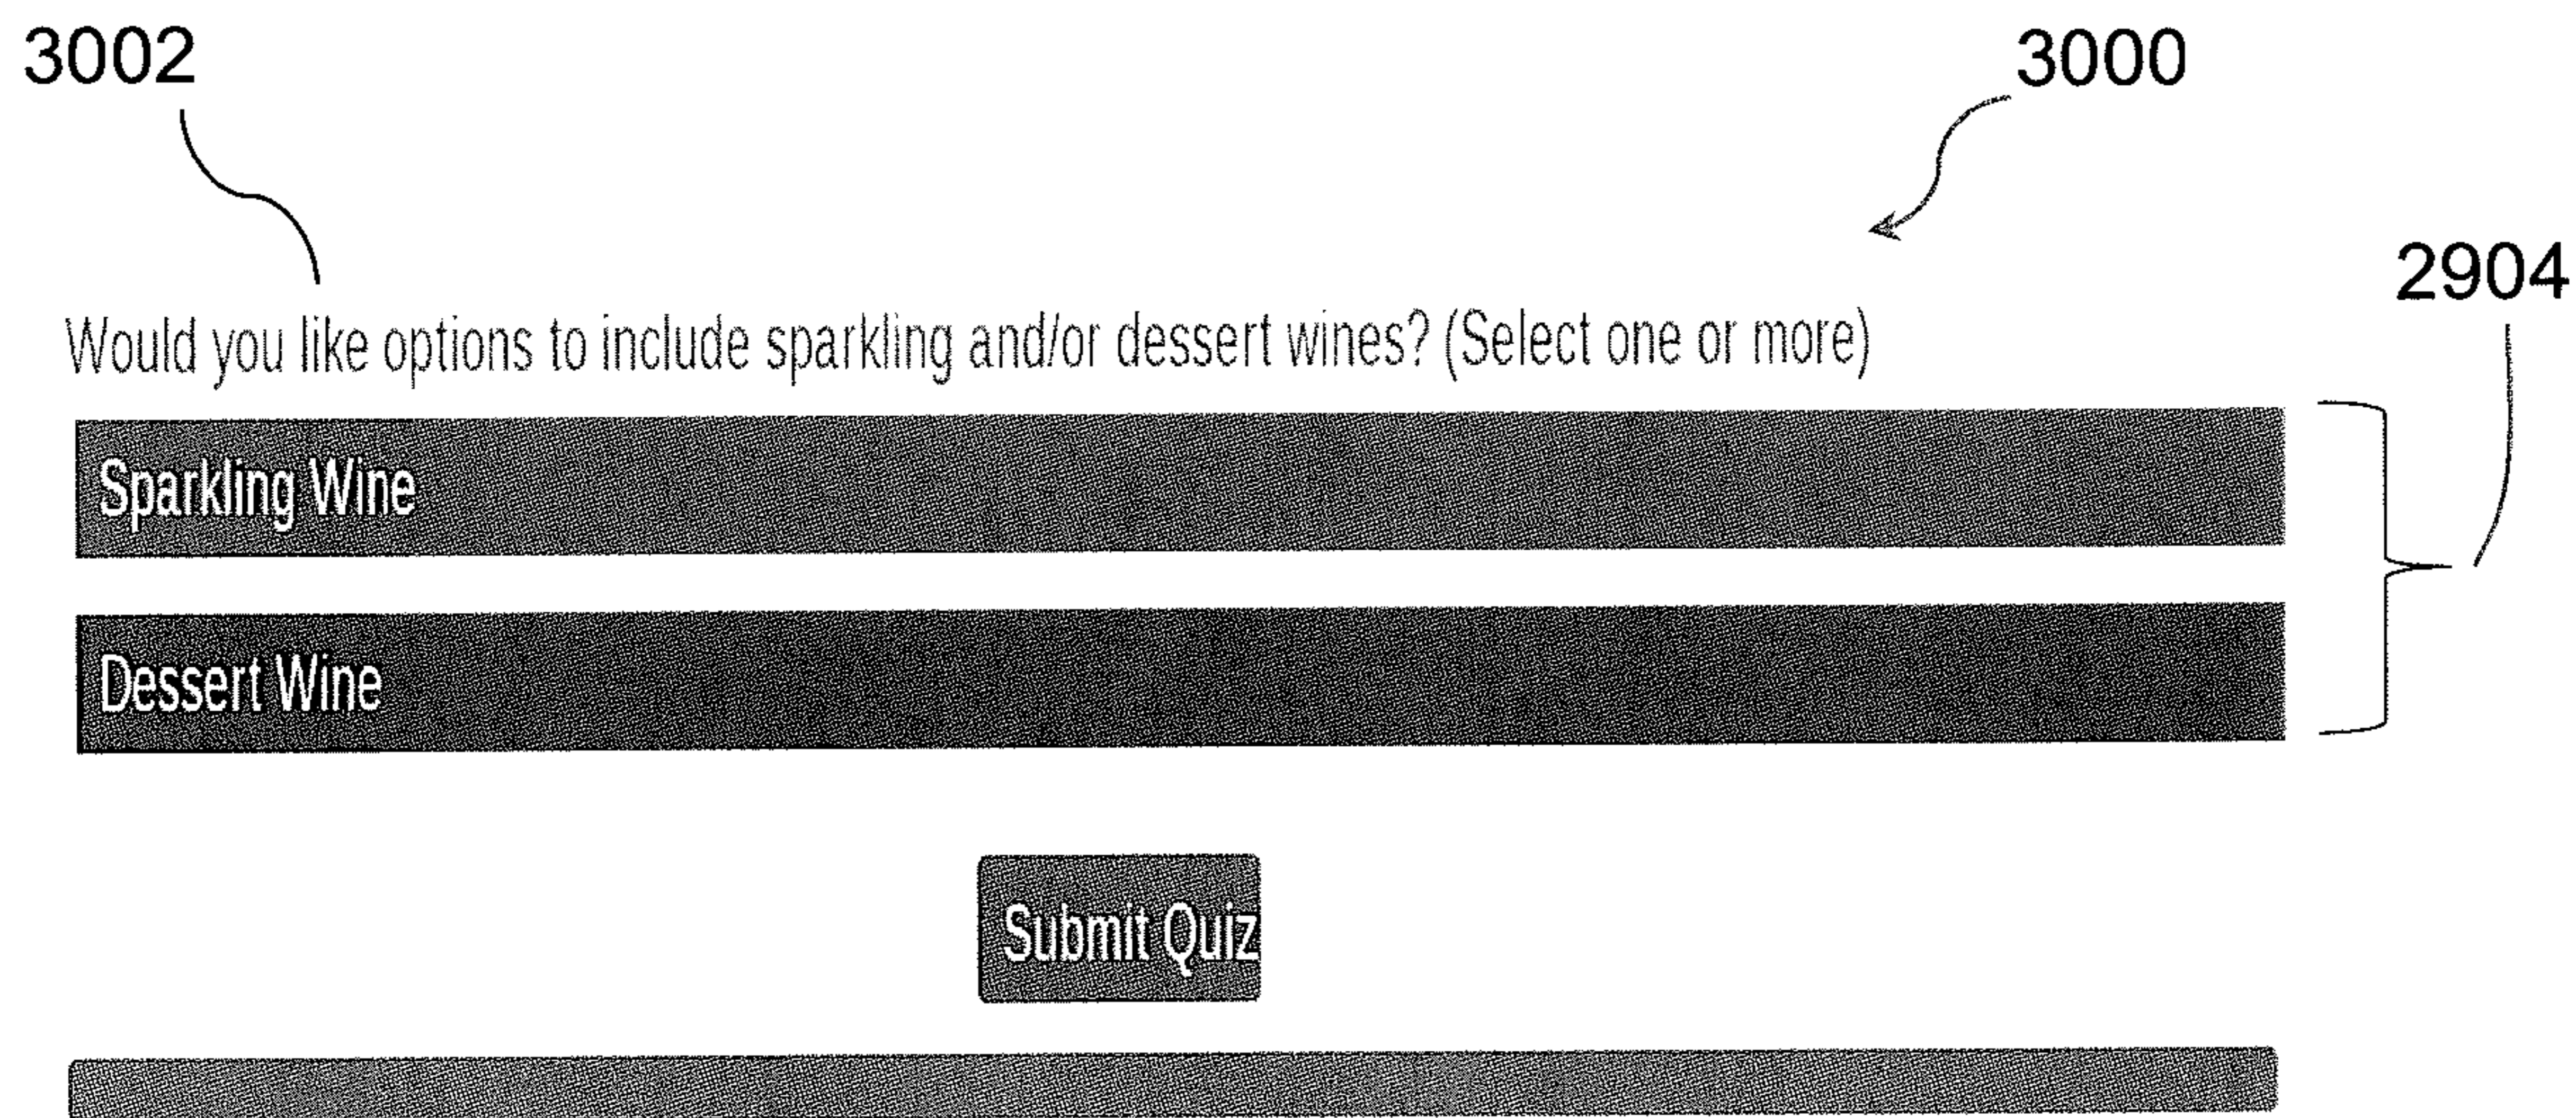 3002
3000
2904
Would you like options to include sparkling and/or dessert wines? (Select one or more)
Sparkling Wine
Dessert Wine
Submit Quiz